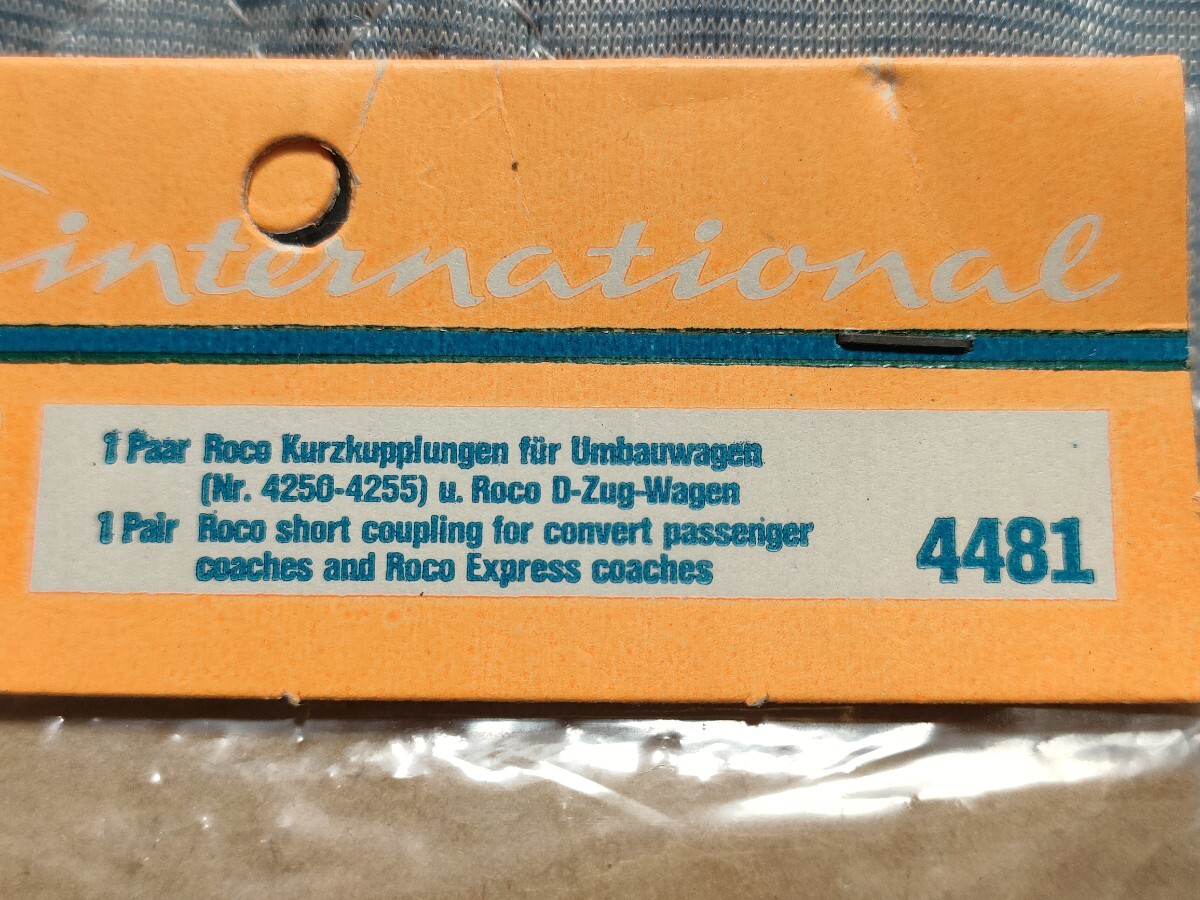 international
1 Paar Roco Kurzkupplungen für Umbauwagen
(Nr. 4250-4255) u. Roco D-Zug-Wagen
1 Pair Roco short coupling for convert passenger
coaches and Roco Express coaches
4481